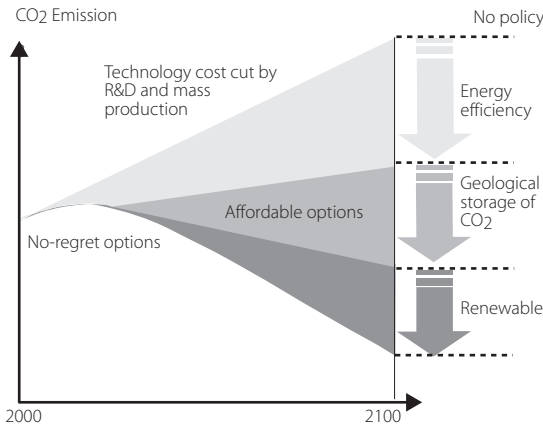 CO2 Emission
No policy
Technology cost cut by
R&D and mass
production
Energy
efficiency
Geological
storage of
CO2
Affordable options
No-regret options
Renewable
2000
2100